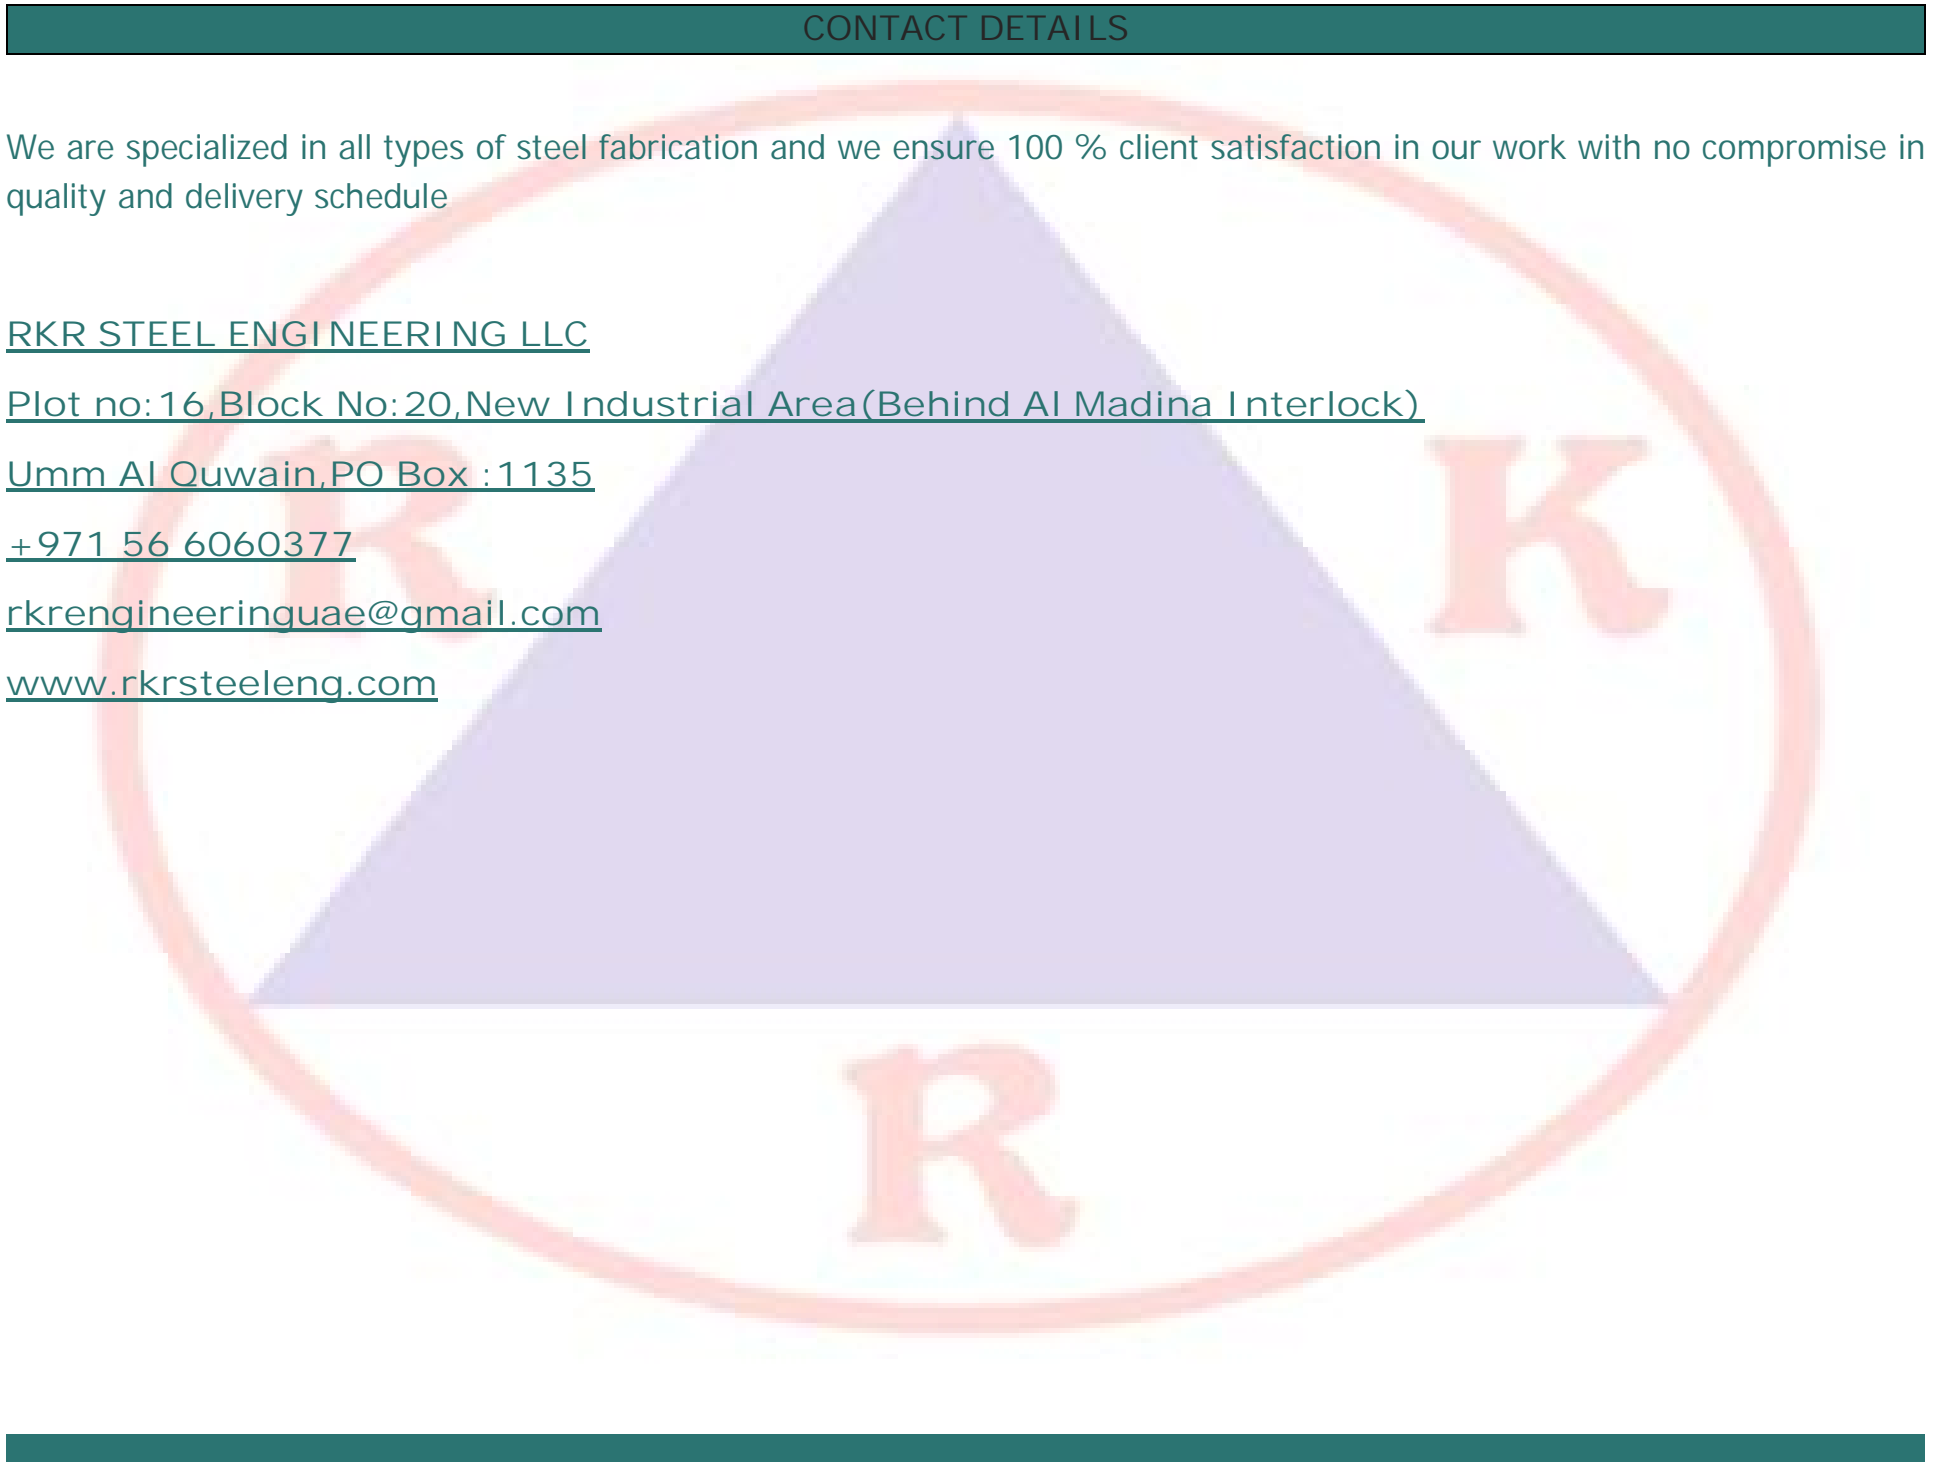 CONTACT DETAILS
We are specialized in all types of steel fabrication and we ensure 100 % client satisfaction in our work with no compromise in
quality and delivery schedule
RKR STEEL ENGINEERING LLC
Plot no:16,Block No:20,New Industrial Area(Behind Al Madina Interlock)
Umm Al Quwain,PO Box :1135
+971 56 6060377
rkrengineeringuae@gmail.com
www.rkrsteeleng.com
R
K
R